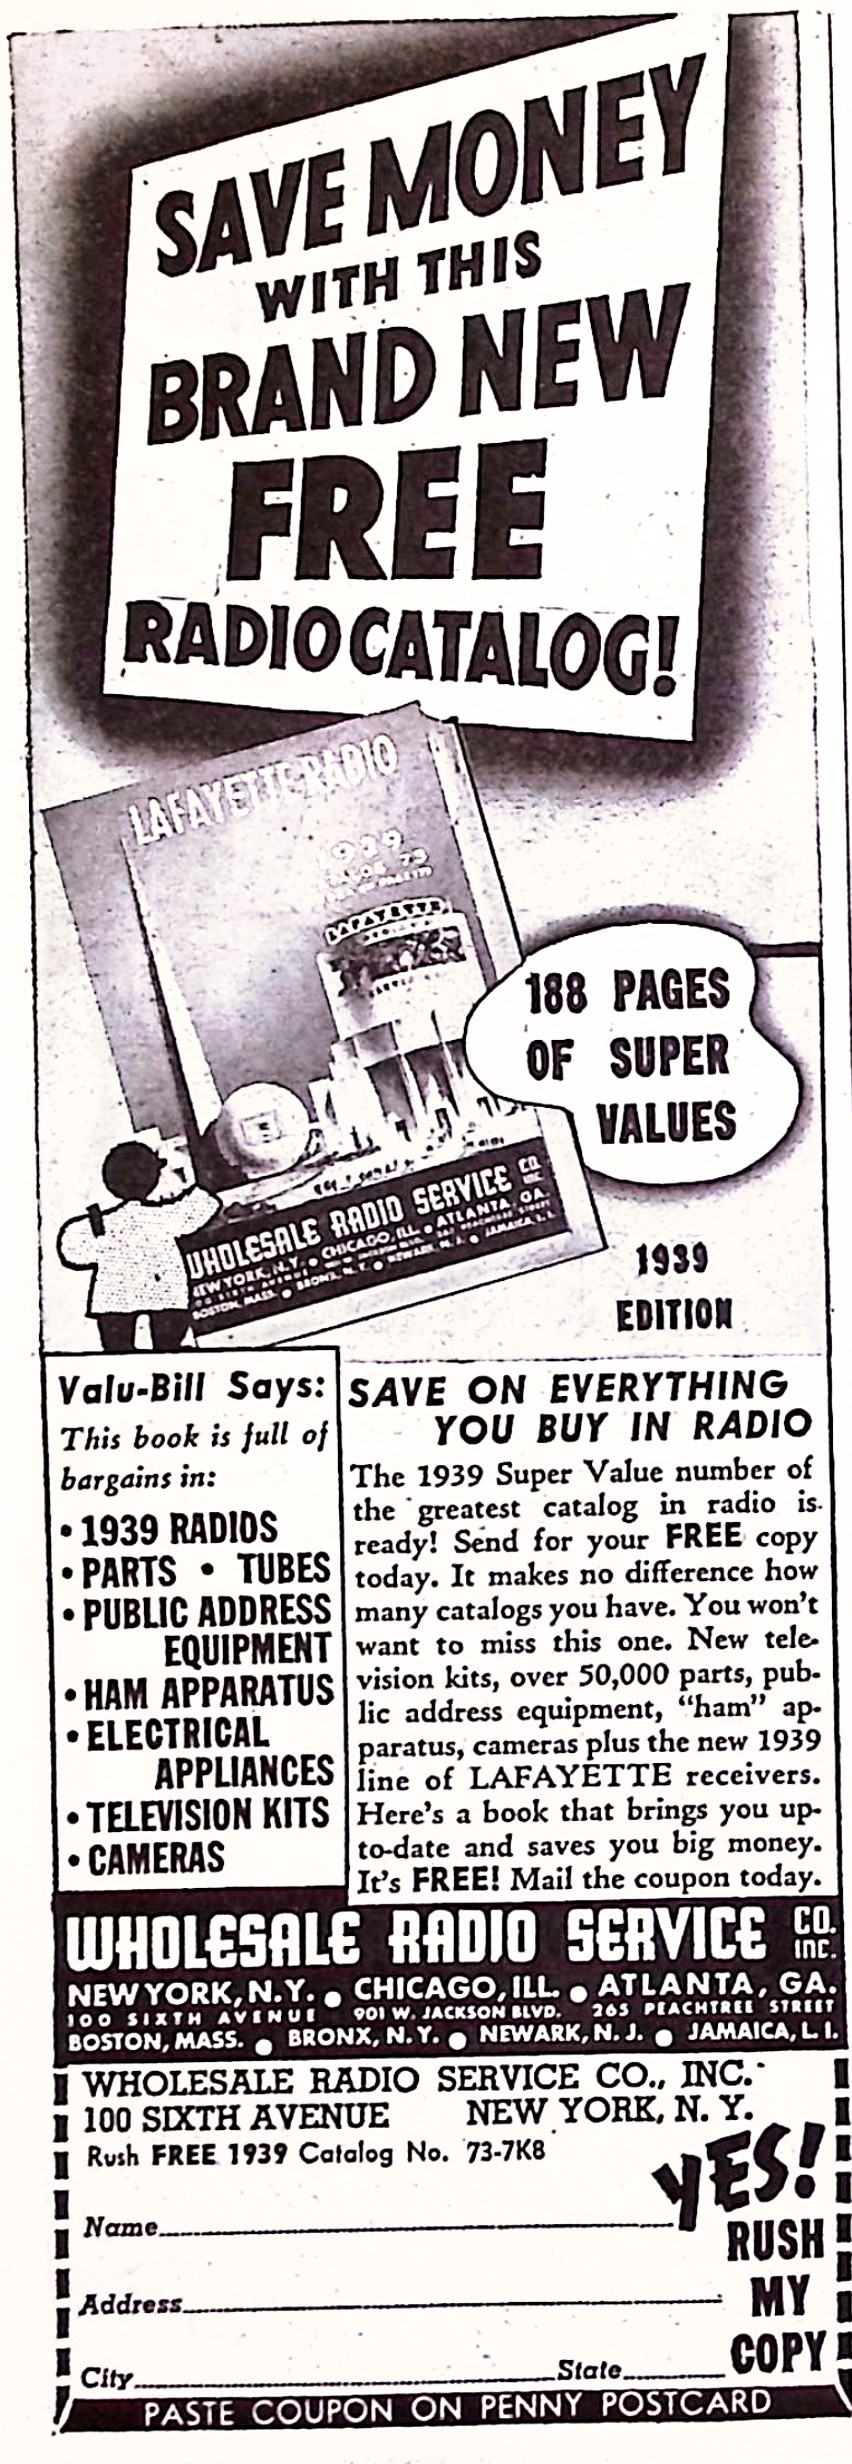 SAVE MONEY
WITH THIS
BRAND NEW
FREE
RADIO CATALOG!
LAFAYETTE RADIO
1939
LAFAYETTE
188 PAGES
OF SUPER
VALUES
WHOLESALE RADIO SERVICE CO. INC.
NEW YORK, N.Y. • CHICAGO, ILL. • ATLANTA, GA.
BOSTON, MASS. • BRONX, N.Y. • NEWARK, N.J. • JAMAICA, L.I.
1939
EDITION
Valu-Bill Says:
This book is full of
bargains in:
• 1939 RADIOS
• PARTS • TUBES
• PUBLIC ADDRESS
EQUIPMENT
• HAM APPARATUS
• ELECTRICAL
APPLIANCES
• TELEVISION KITS
• CAMERAS
SAVE ON EVERYTHING
YOU BUY IN RADIO
The 1939 Super Value number of
the greatest catalog in radio is
ready! Send for your FREE copy
today. It makes no difference how
many catalogs you have. You won't
want to miss this one. New tele-
vision kits, over 50,000 parts, pub-
lic address equipment, "ham" ap-
paratus, cameras plus the new 1939
line of LAFAYETTE receivers.
Here's a book that brings you up-
to-date and saves you big money.
It's FREE! Mail the coupon today.
WHOLESALE RADIO SERVICE CO. INC.
NEW YORK, N.Y. • CHICAGO, ILL. • ATLANTA, GA.
100 SIXTH AVENUE 901 W. JACKSON BLVD. 265 PEACHTREE STREET
BOSTON, MASS. • BRONX, N.Y. • NEWARK, N.J. • JAMAICA, L.I.
WHOLESALE RADIO SERVICE CO., INC.
100 SIXTH AVENUE NEW YORK, N. Y.
Rush FREE 1939 Catalog No. 73-7K8
YES!
RUSH
MY
COPY
Name
Address
City State
PASTE COUPON ON PENNY POSTCARD